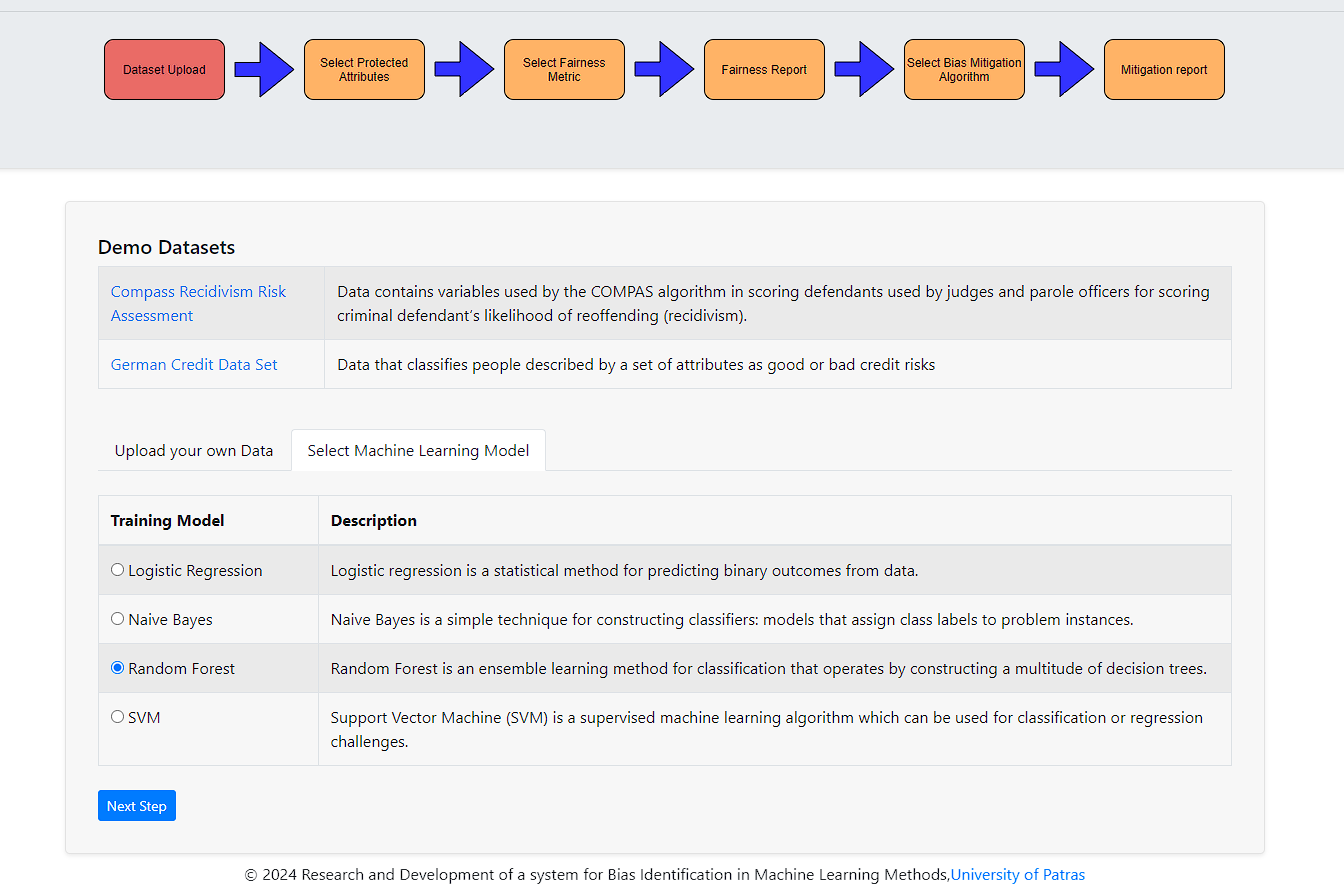 Dataset Upload
Select Protected
Attributes
Select Fairness
Metric
Fairness Report
Select Bias Mitigation
Algorithm
Mitigation report
Demo Datasets
Compass Recidivism Risk
Assessment
Data contains variables used by the COMPAS algorithm in scoring defendants used by judges and parole officers for scoring
criminal defendant’s likelihood of reoffending (recidivism).
German Credit Data Set
Data that classifies people described by a set of attributes as good or bad credit risks
Upload your own Data
Select Machine Learning Model
Training Model
Description
Logistic Regression
Logistic regression is a statistical method for predicting binary outcomes from data.
Naive Bayes
Naive Bayes is a simple technique for constructing classifiers: models that assign class labels to problem instances.
Random Forest
Random Forest is an ensemble learning method for classification that operates by constructing a multitude of decision trees.
SVM
Support Vector Machine (SVM) is a supervised machine learning algorithm which can be used for classification or regression
challenges.
Next Step
© 2024 Research and Development of a system for Bias Identification in Machine Learning Methods,University of Patras